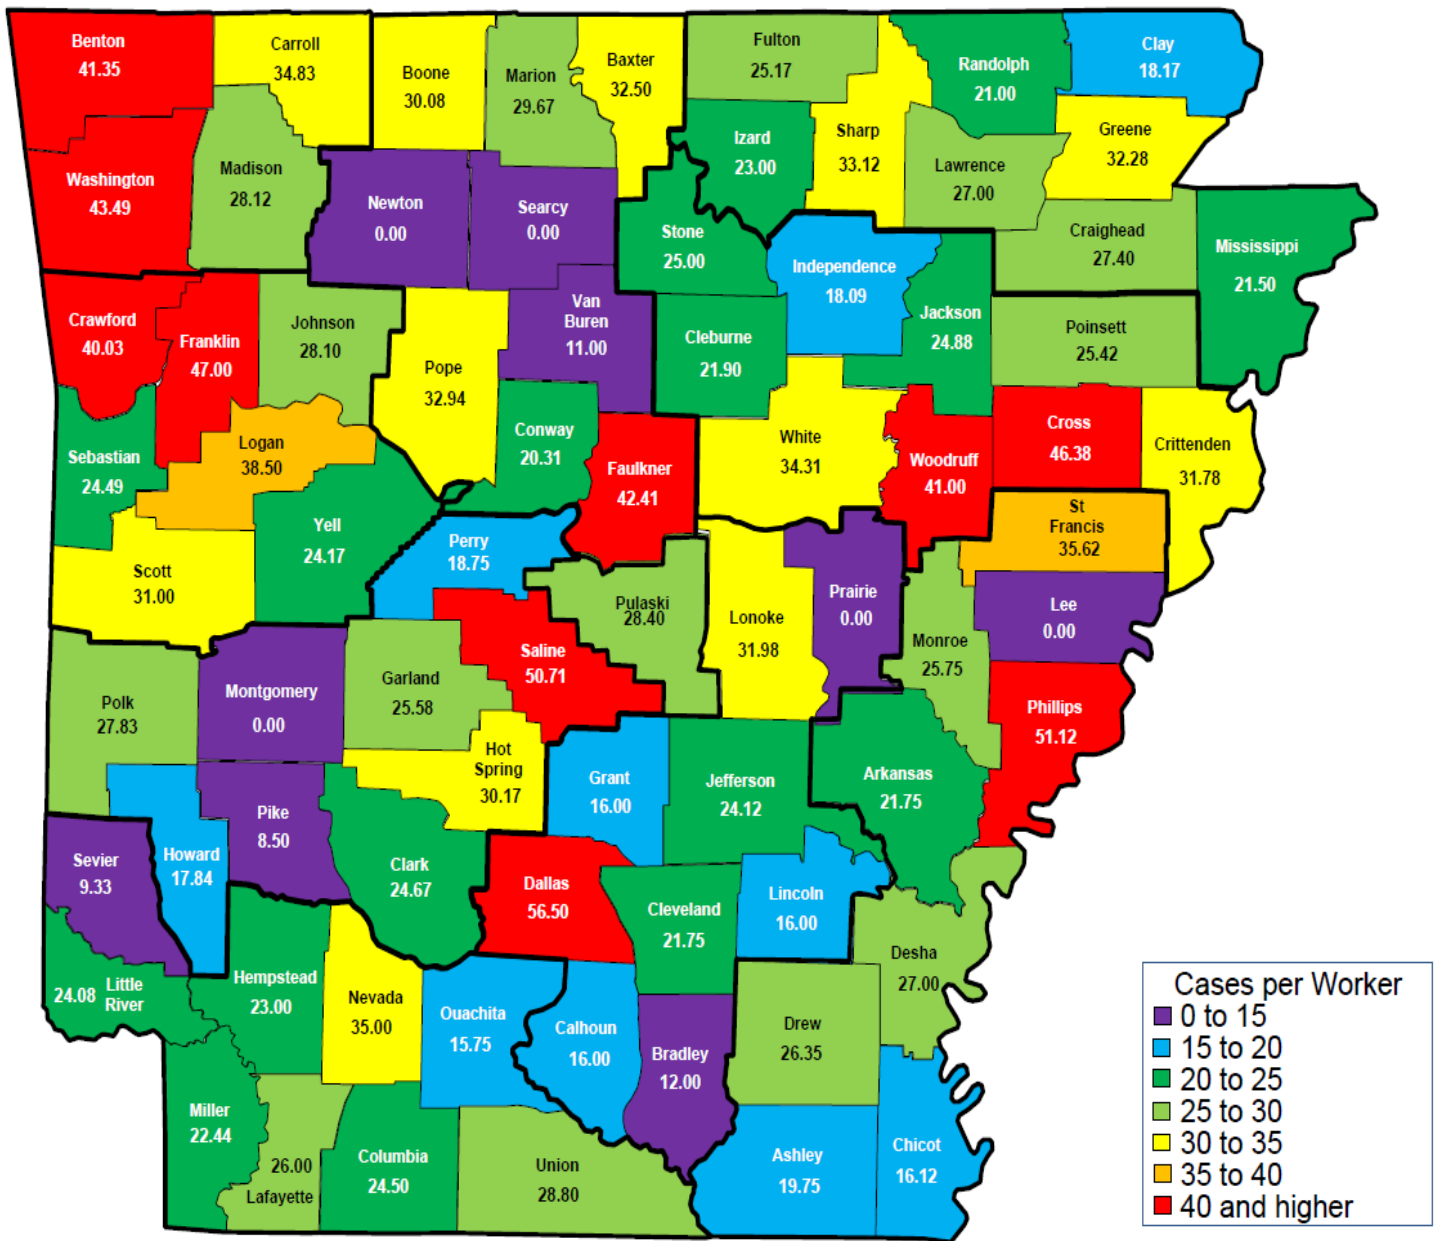 Benton
41.35
Carroll
34.83
Boone
30.08
Marion
29.67
Baxter
32.50
Fulton
25.17
Randolph
21.00
Clay
18.17
Washington
43.49
Madison
28.12
Newton
0.00
Searcy
0.00
Stone
25.00
Izard
23.00
Sharp
33.12
Lawrence
27.00
Greene
32.28
Craighead
27.40
Mississippi
21.50
Crawford
40.03
Franklin
47.00
Johnson
28.10
Pope
32.94
Van
Buren
11.00
Cleburne
21.90
Independence
18.09
Jackson
24.88
Poinsett
25.42
Sebastian
24.49
Logan
38.50
Conway
20.31
Faulkner
42.41
White
34.31
Woodruff
41.00
Cross
46.38
Crittenden
31.78
Scott
31.00
Yell
24.17
Perry
18.75
Pulaski
28.40
Lonoke
31.98
Prairie
0.00
Monroe
25.75
St
Francis
35.62
Lee
0.00
Polk
27.83
Montgomery
0.00
Garland
25.58
Saline
50.71
Hot
Spring
30.17
Grant
16.00
Jefferson
24.12
Arkansas
21.75
Phillips
51.12
Sevier
9.33
Howard
17.84
Pike
8.50
Clark
24.67
Dallas
56.50
Cleveland
21.75
Lincoln
16.00
Desha
27.00
24.08 Little
River
Hempstead
23.00
Nevada
35.00
Ouachita
15.75
Calhoun
16.00
Bradley
12.00
Drew
26.35
Miller
22.44
26.00
Lafayette
Columbia
24.50
Union
28.80
Ashley
19.75
Chicot
16.12
Cases per Worker
0 to 15
15 to 20
20 to 25
25 to 30
30 to 35
35 to 40
40 and higher